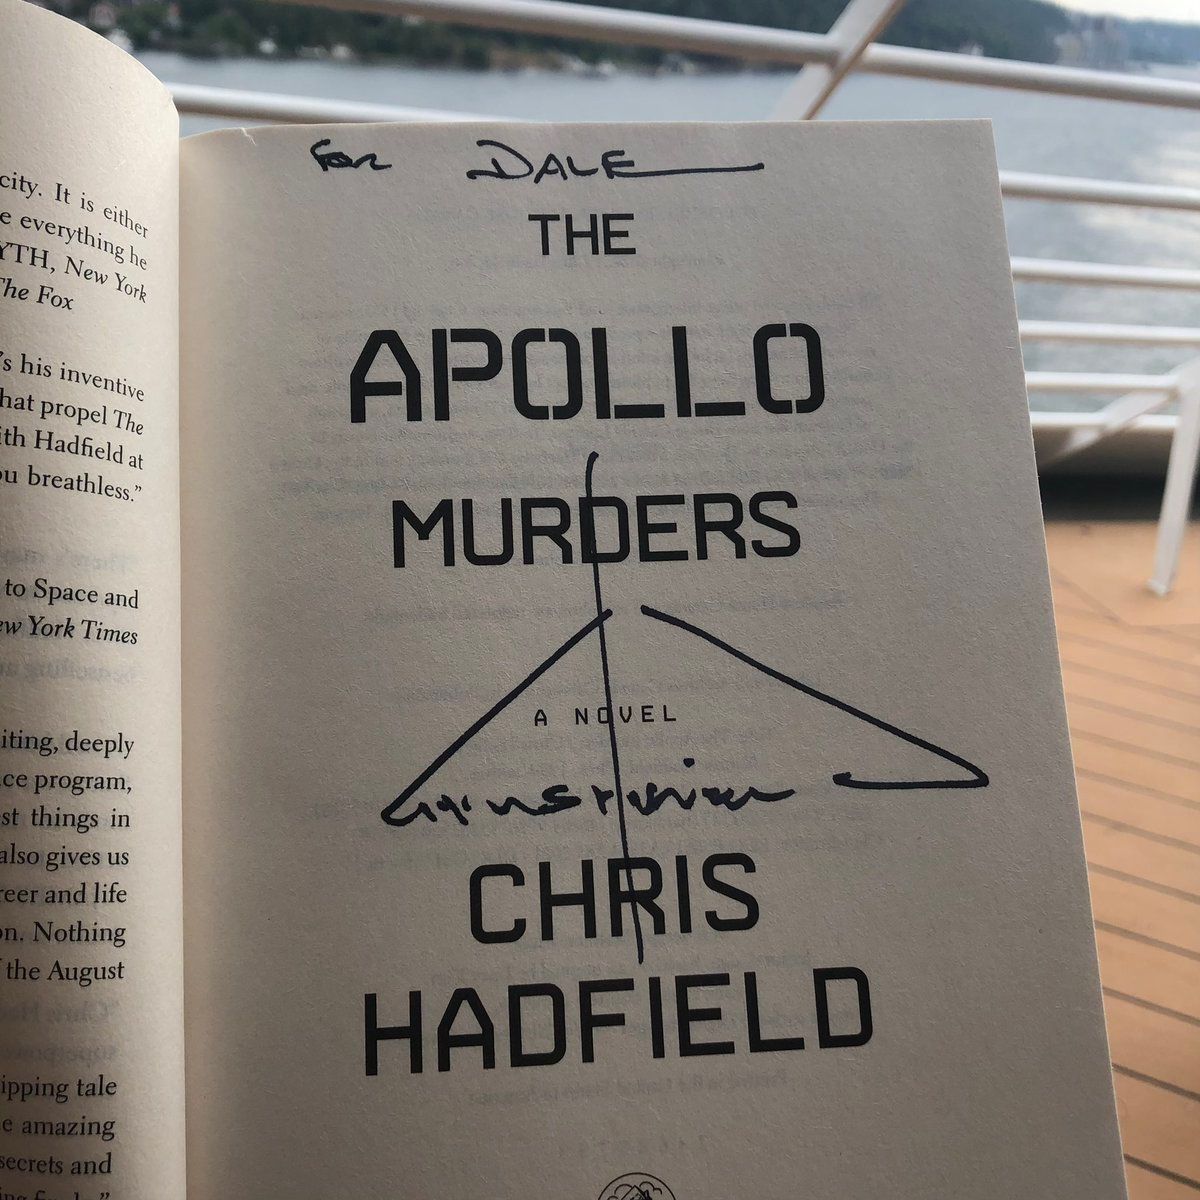 city. It is either
e everything he
YTH, New York
The Fox
's his inventive
hat propel The
ith Hadfield at
ou breathless."
to Space and
ew York Times
iting, deeply
ce program,
st things in
also gives us
reer and life
on. Nothing
the August
ipping tale
e amazing
secrets and
For DALE
THE
APOLLO
MURDERS
A NOVEL
CHRIS
HADFIELD